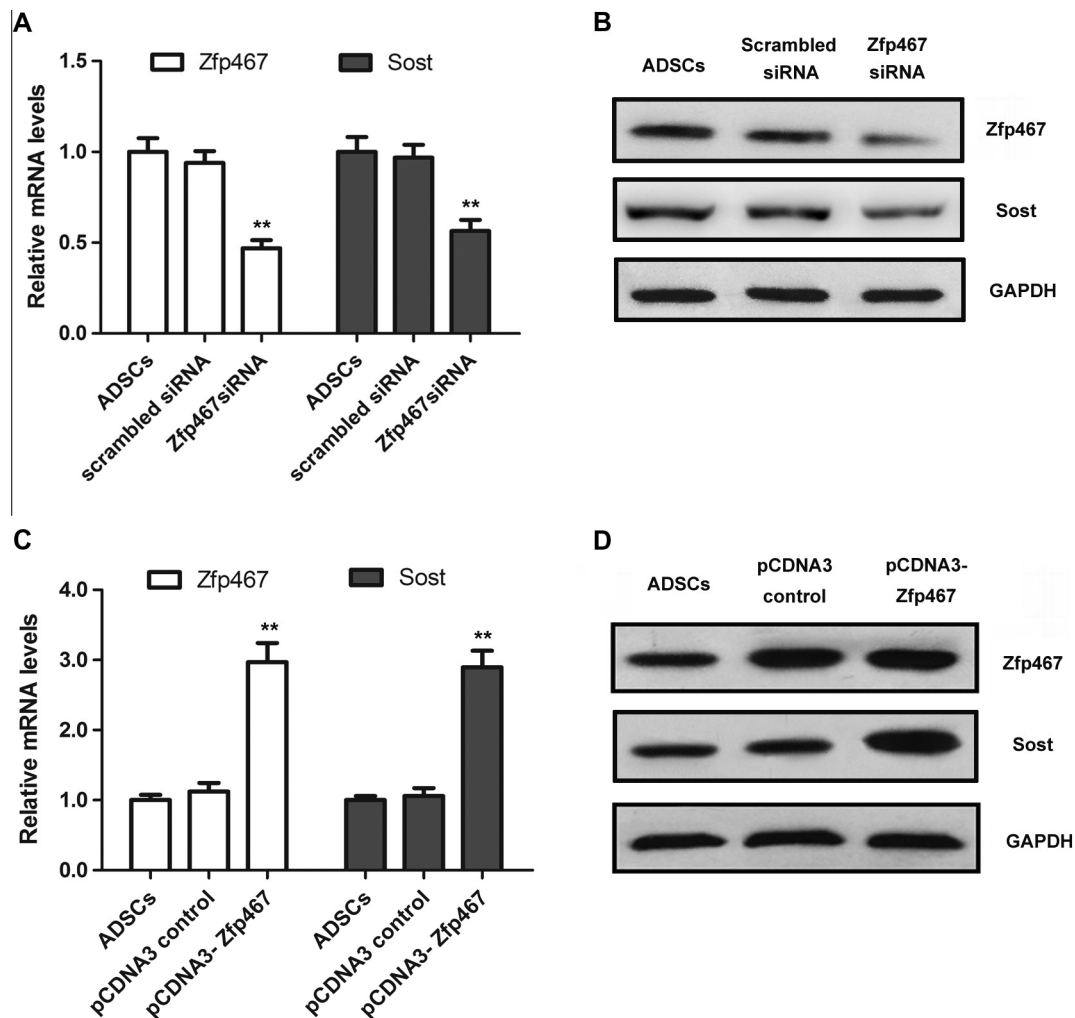 A
Zfp467 Sost
Relative mRNA levels
1.5
1.0
0.5
0.0
** **
ADSCs
scrambled siRNA
Zfp467siRNA
ADSCs
scrambled siRNA
Zfp467siRNA
B
ADSCs
Scrambled
siRNA
Zfp467
siRNA
Zfp467
Sost
GAPDH
C
Zfp467 Sost
Relative mRNA levels
4.0
3.0
2.0
1.0
0.0
** **
ADSCs
pCDNA3 control
pCDNA3- Zfp467
ADSCs
pCDNA3 control
pCDNA3- Zfp467
D
ADSCs
pCDNA3
control
pCDNA3-
Zfp467
Zfp467
Sost
GAPDH